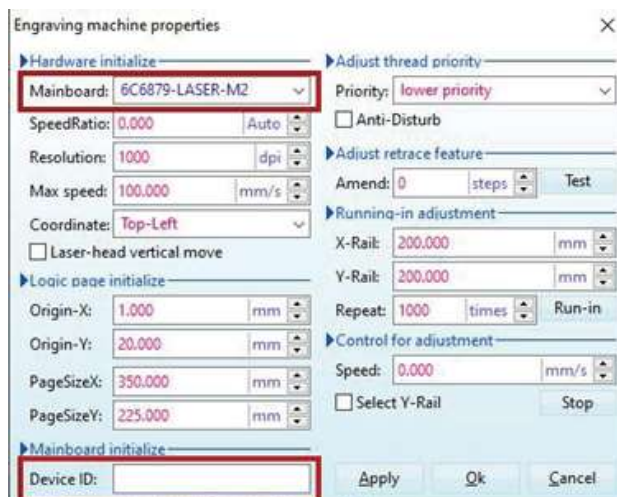 Engraving machine properties
Hardware initialize
Mainboard: 6C6879-LASER-M2
SpeedRatio: 0.000 Auto
Resolution: 1000 dpi
Max speed: 100.000 mm/s
Coordinate: Top-Left
Laser-head vertical move
Logic page initialize
Origin-X: 1.000 mm
Origin-Y: 20.000 mm
PageSizeX: 350.000 mm
PageSizeY: 225.000 mm
Mainboard initialize
Device ID:
Adjust thread priority
Priority: lower priority
Anti-Disturb
Adjust retrace feature
Amend: 0 steps Test
Running-in adjustment
X-Rail: 200.000 mm
Y-Rail: 200.000 mm
Repeat: 1000 times Run-in
Control for adjustment
Speed: 0.000 mm/s
Select Y-Rail Stop
Apply Ok Cancel